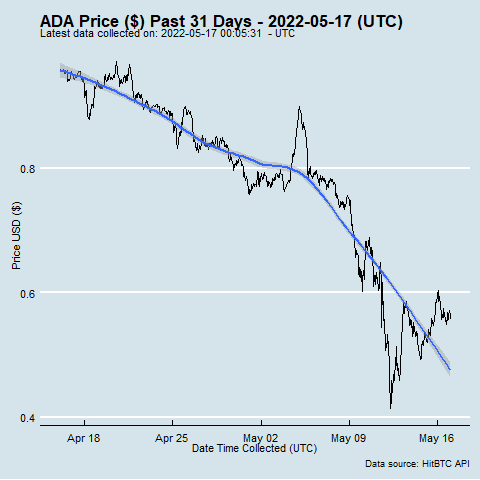 ADA Price ($) Past 31 Days - 2022-05-17 (UTC)
Latest data collected on: 2022-05-17 00:05:31  - UTC
Price USD ($)
0.8
0.6
0.4
Apr 18
Apr 25
May 02
May 09
May 16
Date Time Collected (UTC)
Data source: HitBTC API